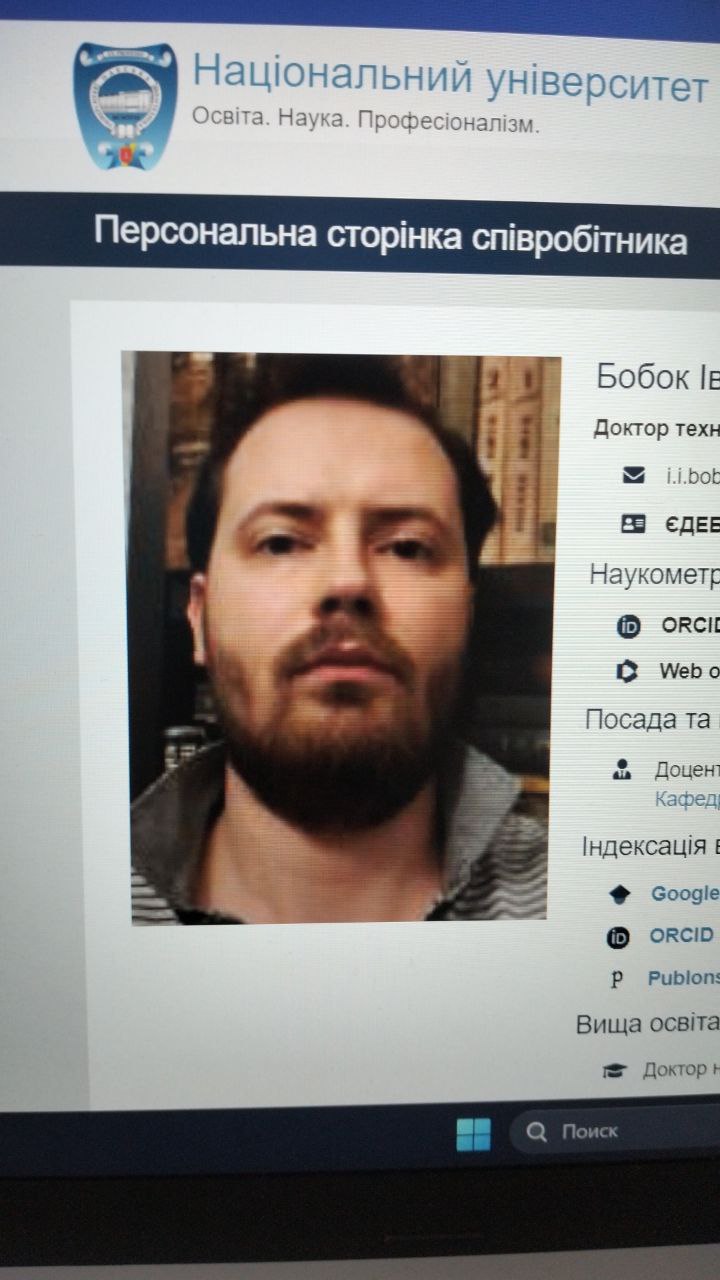 Національний університет
Освіта. Наука. Професіоналізм.
Персональна сторінка співробітника
Бобок Ів
Доктор техн
i.i.bob
ЄДЕБ
Наукометр
ORCID
Web o
Посада та
Доцент
Кафед
Індексація в
Google
ORCID
Publons
Вища освіта
Доктор н
Поиск